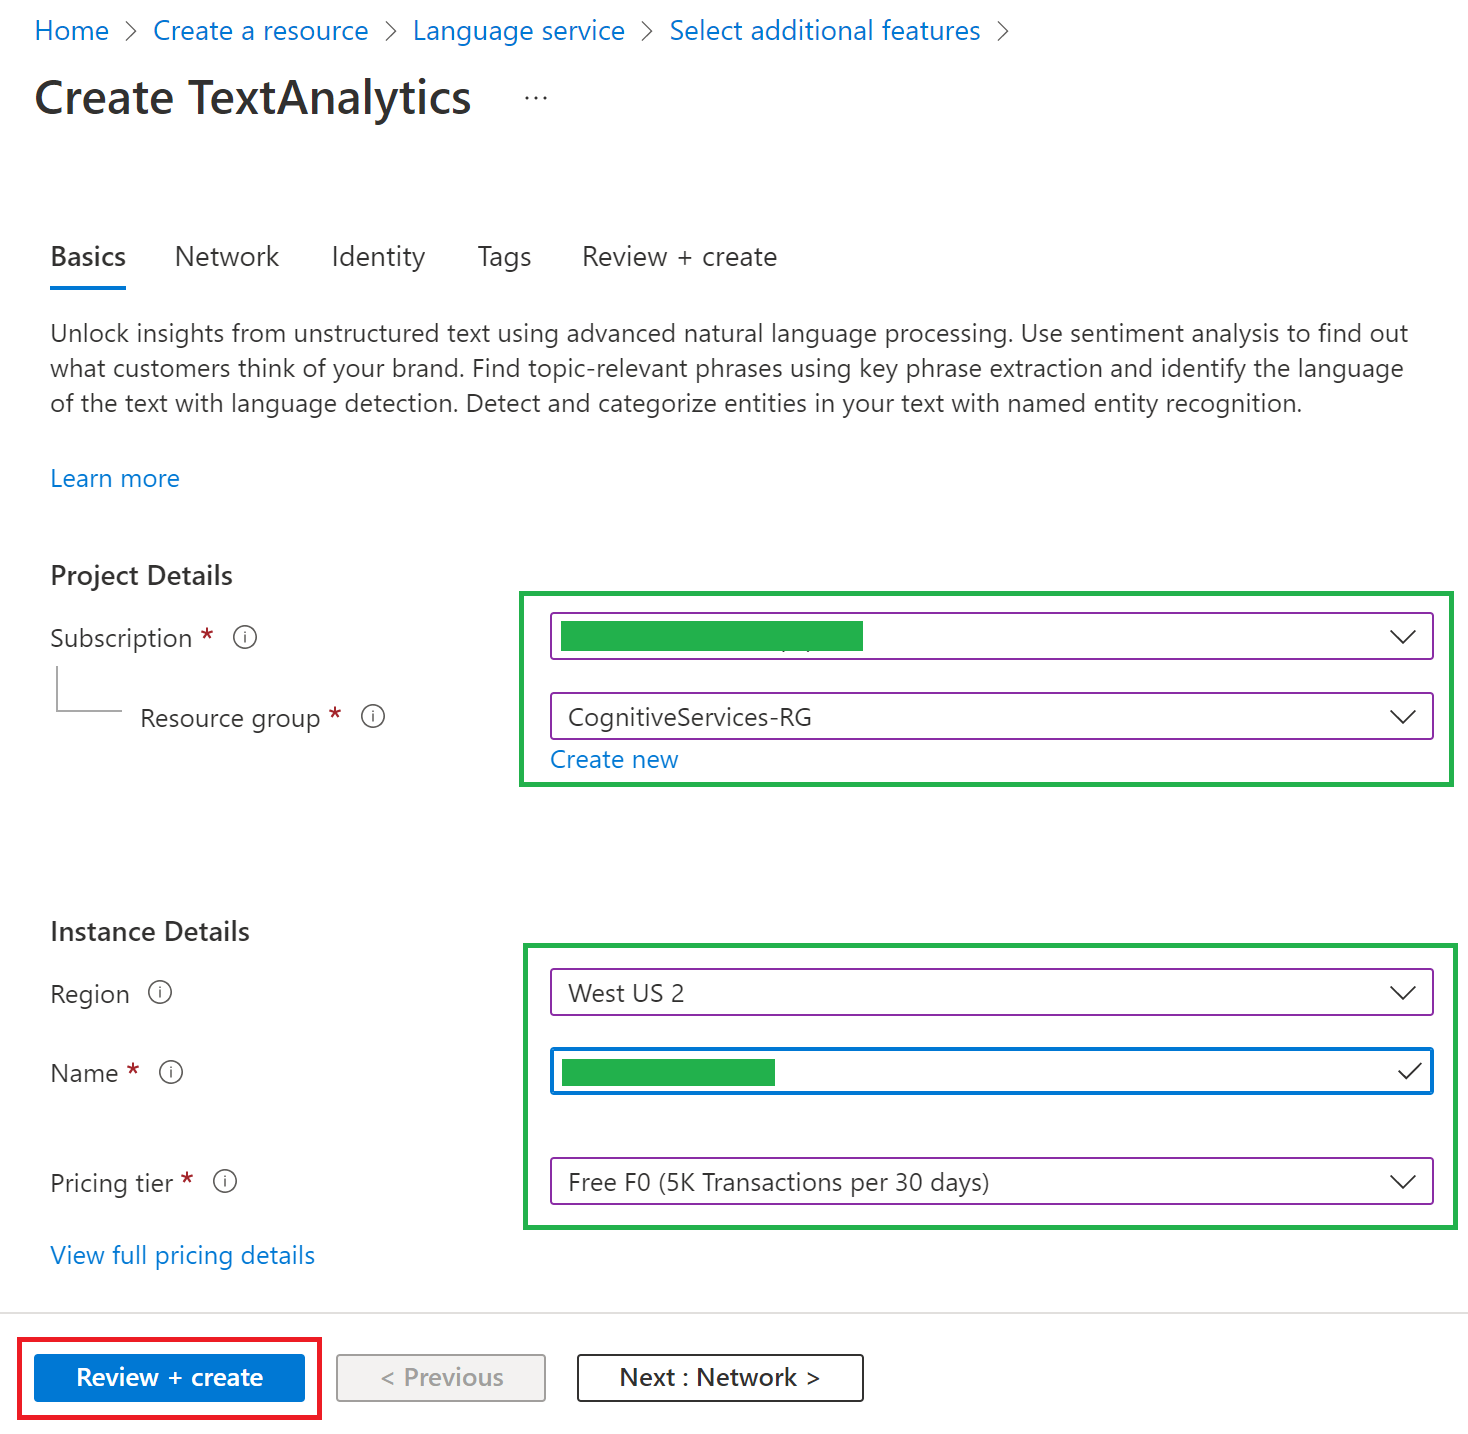 Home > Create a resource > Language service > Select additional features >
Create TextAnalytics ...
Basics Network Identity Tags Review + create
Unlock insights from unstructured text using advanced natural language processing. Use sentiment analysis to find out
what customers think of your brand. Find topic-relevant phrases using key phrase extraction and identify the language
of the text with language detection. Detect and categorize entities in your text with named entity recognition.
Learn more
Project Details
Subscription *
Resource group * CognitiveServices-RG
Create new
Instance Details
Region West US 2
Name *
Pricing tier * Free F0 (5K Transactions per 30 days)
View full pricing details
Review + create < Previous Next : Network >